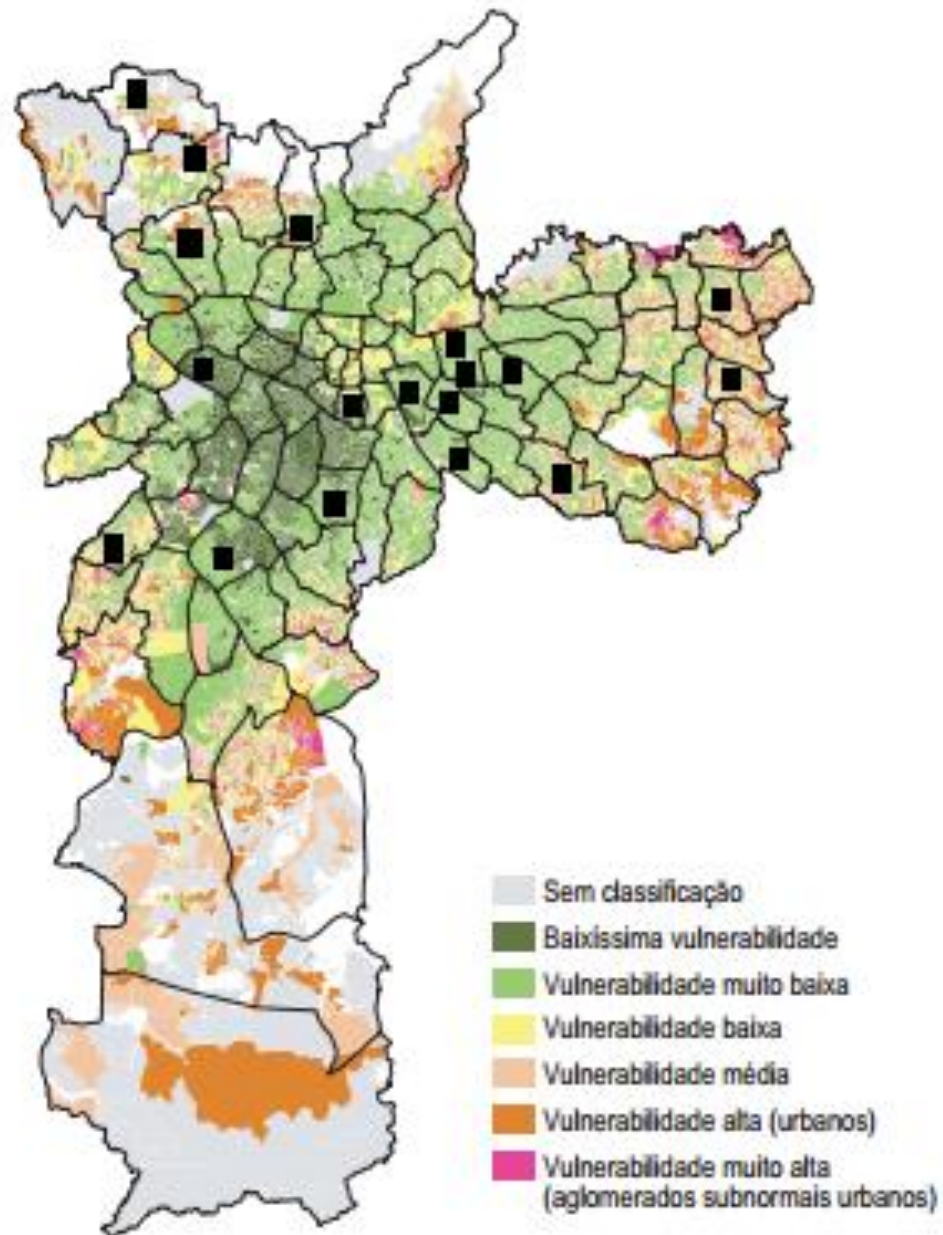 Sem classificação
Baixíssima vulnerabilidade
Vulnerabilidade muito baixa
Vulnerabilidade baixa
Vulnerabilidade média
Vulnerabilidade alta (urbanos)
Vulnerabilidade muito alta
(aglomerados subnormais urbanos)